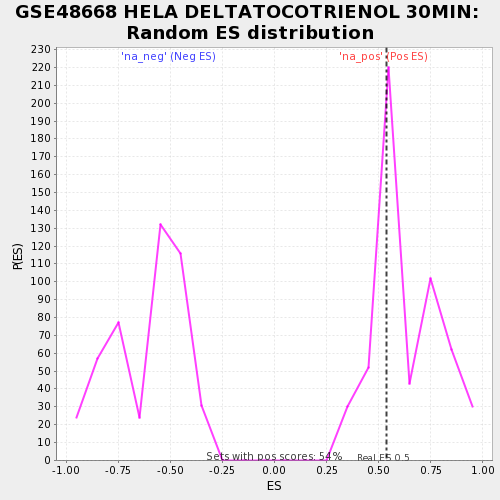 GSE48668 HELA DELTATOCOTRIENOL 30MIN:
Random ES distribution
'na_neg' (Neg ES)
'na_pos' (Pos ES)
230
220
210
200
190
180
170
160
150
140
130
120
110
100
90
80
70
60
50
40
30
20
10
0
P(ES)
Sets with pos scores: 54%
Real ES 0.5
-1.00 -0.75 -0.50 -0.25 0.00 0.25 0.50 0.75 1.00
ES